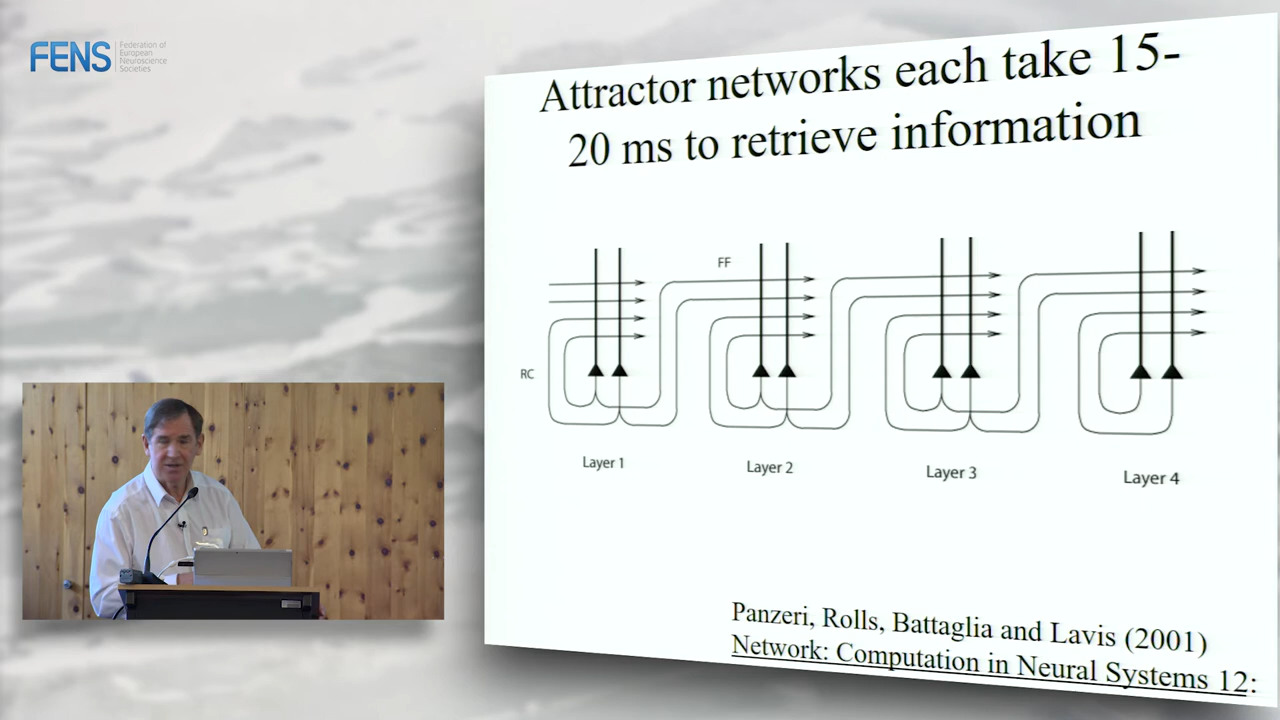 FENS
Federation of
European
Neuroscience
Societies
Attractor networks each take 15-
20 ms to retrieve information
FF
RC
Layer 1
Layer 2
Layer 3
Layer 4
Panzeri, Rolls, Battaglia and Lavis (2001)
Network: Computation in Neural Systems 12: